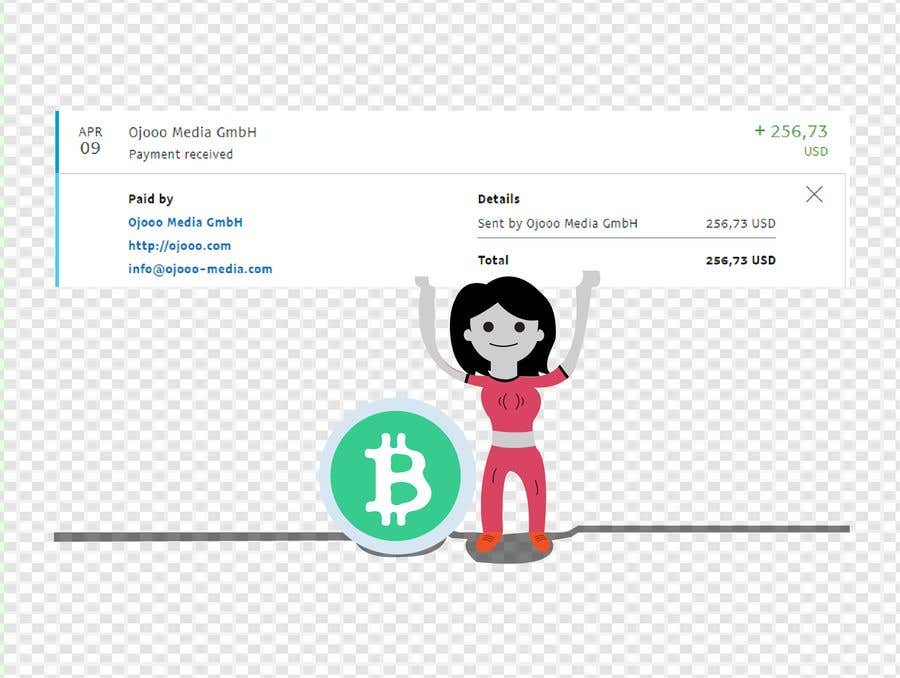 APR
09
Ojooo Media GmbH
Payment received
+ 256,73
USD
Paid by
Ojooo Media GmbH
http://ojooo.com
info@ojooo-media.com
Details
Sent by Ojooo Media GmbH 256,73 USD
Total 256,73 USD